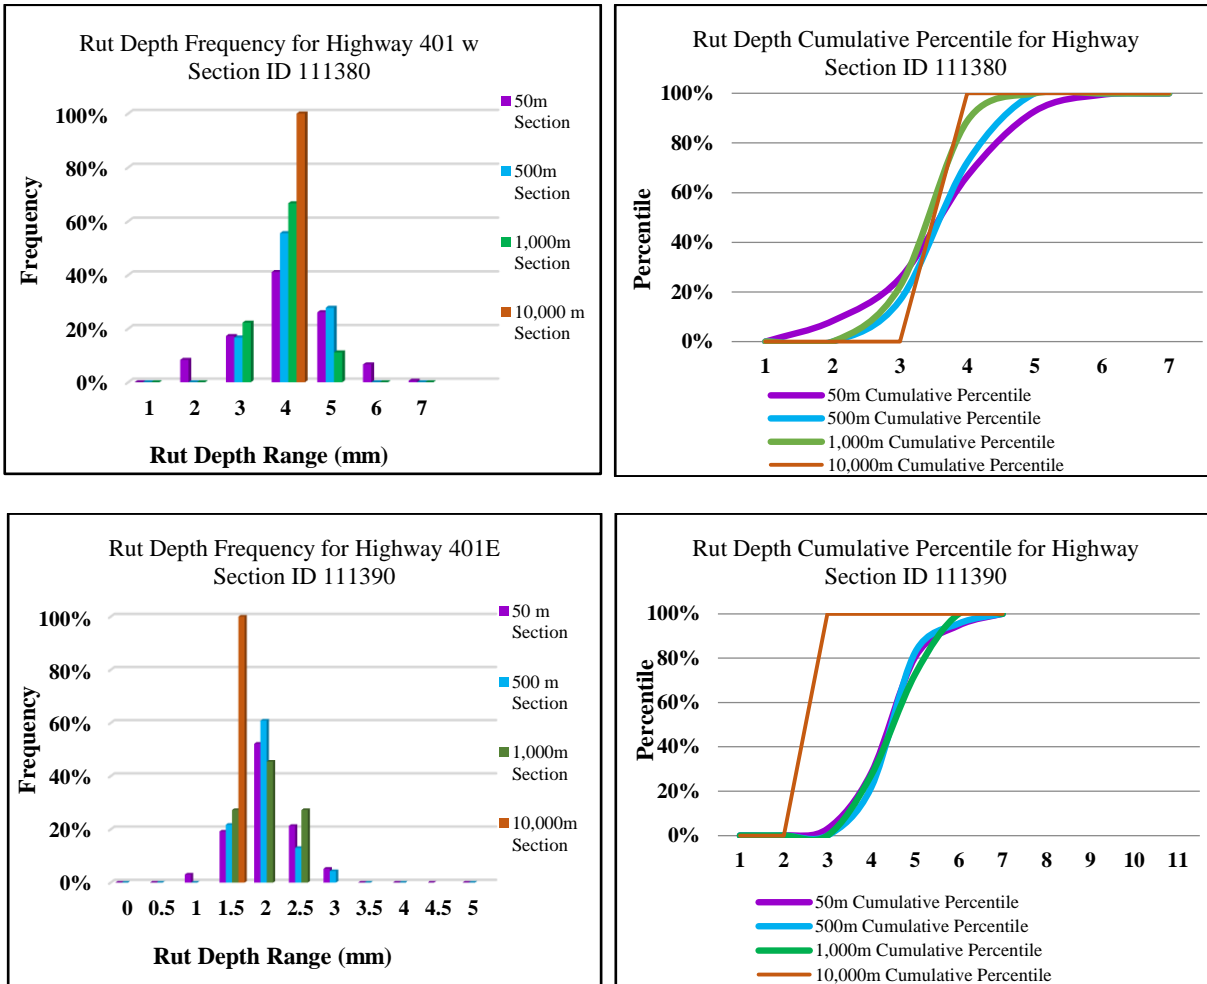 Rut Depth Frequency for Highway 401 w
Section ID 111380
100%
80%
60%
40%
20%
0%
Frequency
1 2 3 4 5 6 7
Rut Depth Range (mm)
50m
Section
500m
Section
1,000m
Section
10,000 m
Section
Rut Depth Cumulative Percentile for Highway
Section ID 111380
100%
80%
60%
40%
20%
0%
Percentile
1 2 3 4 5 6 7
50m Cumulative Percentile
500m Cumulative Percentile
1,000m Cumulative Percentile
10,000m Cumulative Percentile
Rut Depth Frequency for Highway 401E
Section ID 111390
100%
80%
60%
40%
20%
0%
Frequency
0 0.5 1 1.5 2 2.5 3 3.5 4 4.5 5
Rut Depth Range (mm)
50 m
Section
500 m
Section
1,000m
Section
10,000m
Section
Rut Depth Cumulative Percentile for Highway
Section ID 111390
100%
80%
60%
40%
20%
0%
Percentile
1 2 3 4 5 6 7 8 9 10 11
50m Cumulative Percentile
500m Cumulative Percentile
1,000m Cumulative Percentile
10,000m Cumulative Percentile